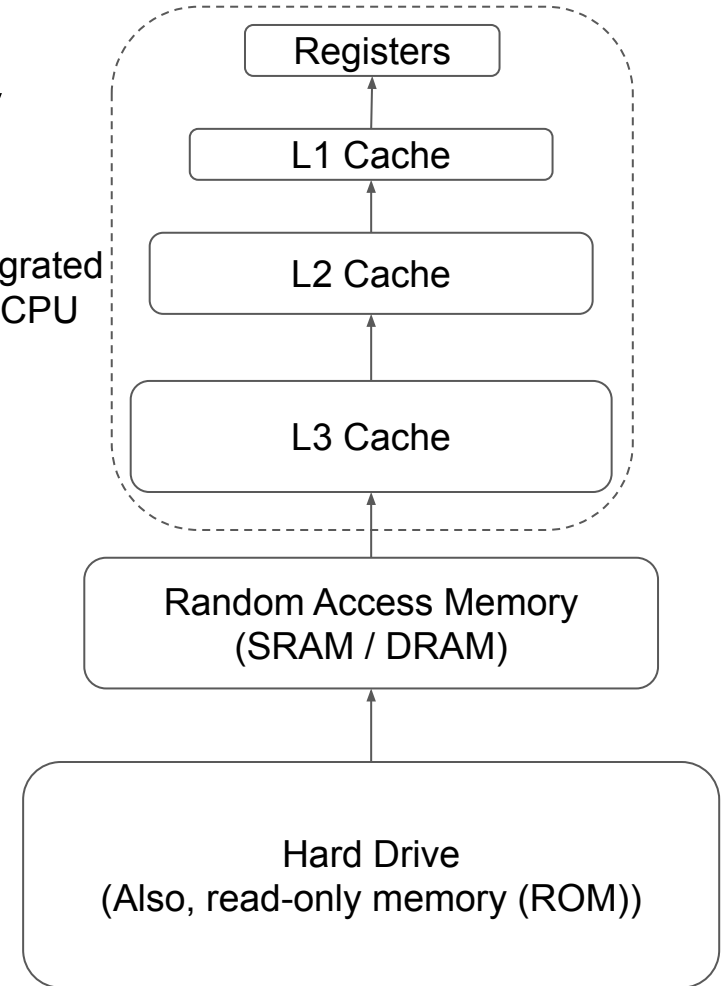 Registers
L1 Cache
L2 Cache
grated
CPU
L3 Cache
Random Access Memory
(SRAM / DRAM)
Hard Drive
(Also, read-only memory (ROM))